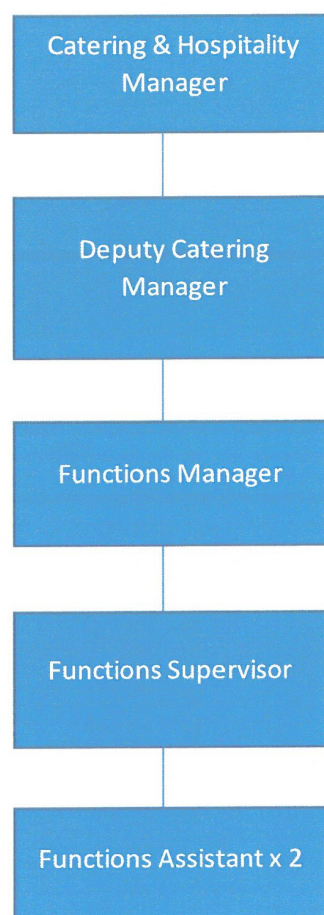 Catering & Hospitality
Manager
Deputy Catering
Manager
Functions Manager
Functions Supervisor
Functions Assistant x 2